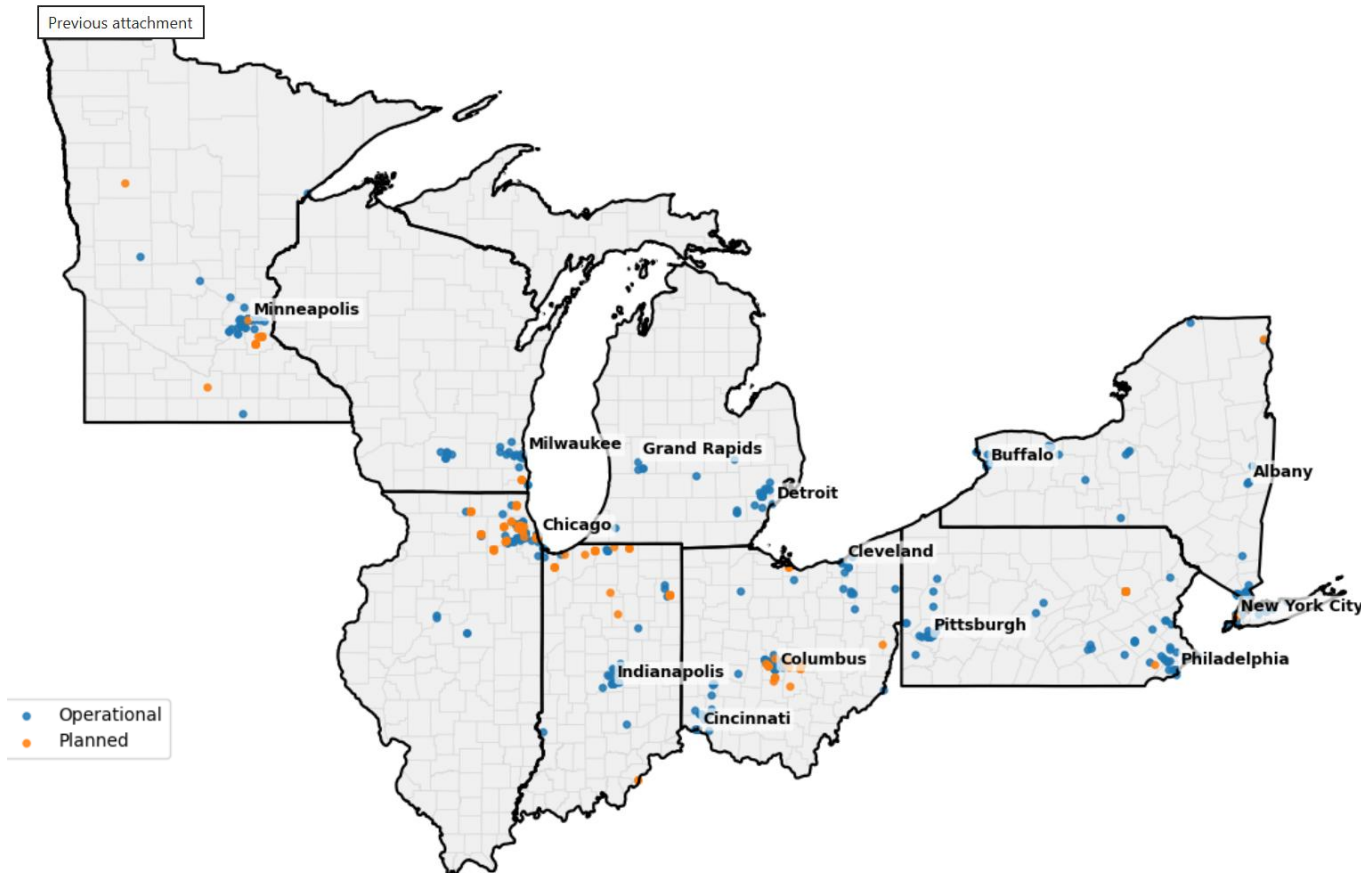 Previous attachment
Minneapolis
Milwaukee
Grand Rapids
Buffalo
Albany
Detroit
Chicago
Cleveland
New York City
Pittsburgh
Columbus
Philadelphia
Indianapolis
Cincinnati
Operational
Planned